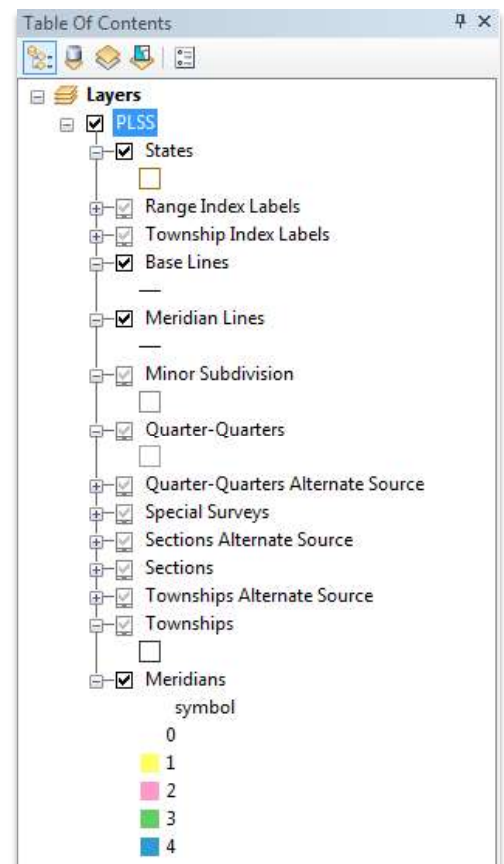 Table Of Contents
Layers
PLSS
States
Range Index Labels
Township Index Labels
Base Lines
Meridian Lines
Minor Subdivision
Quarter-Quarters
Quarter-Quarters Alternate Source
Special Surveys
Sections Alternate Source
Sections
Townships Alternate Source
Townships
Meridians
symbol
0
1
2
3
4